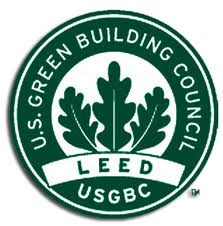 U.S. GREEN BUILDING COUNCIL
LEED
USGBC
TM